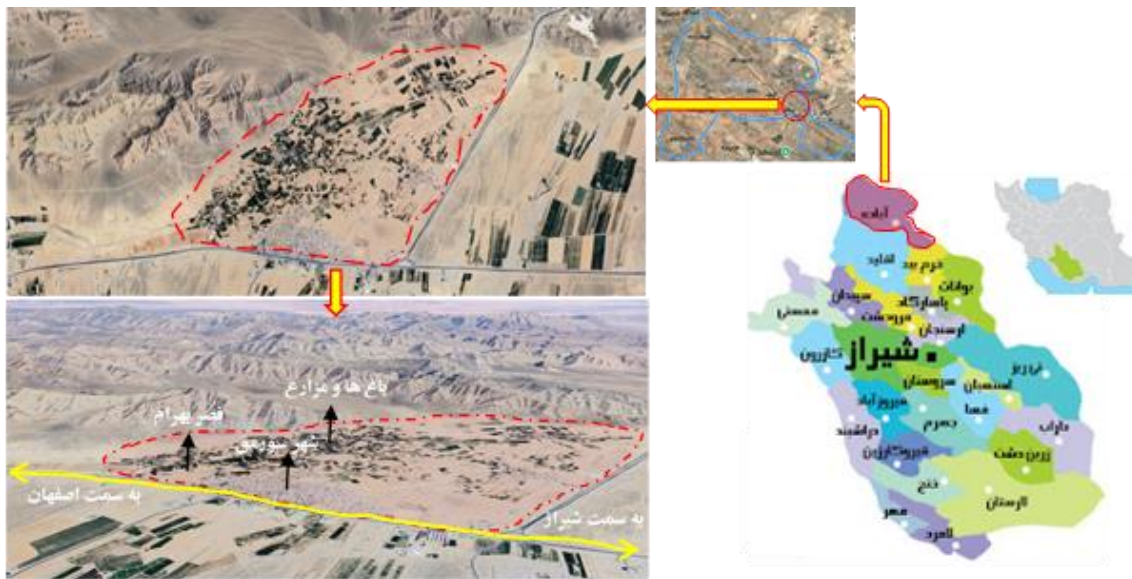 باغ ها و مزارع
قصر بهرام
شهر سورمق
به سمت اصفهان
به سمت شیراز
آباده
اقلید
خرم بید
بوانات
پاسارگاد
سپیدان
مرودشت
ممسنی
ارسنجان
شیراز
کازرون
نی ریز
سروستان
استهبان
فیروزآباد
فسا
جهرم
داراب
فراشبند
قیروکارزین
زرین دشت
خنج
لارستان
مهر
لامرد